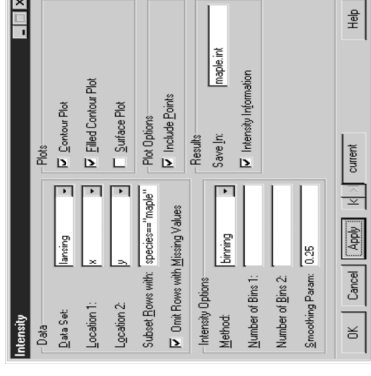 Intensity
Data
Data Set: lansing
Location 1: x
Location 2: y
Subset Rows with: species=="maple"
Omit Rows with Missing Values
Intensity Options
Method: binning
Number of Bins 1:
Number of Bins 2:
Smoothing Param: 0.25
Plots
Contour Plot
Filled Contour Plot
Surface Plot
Plot Options
Include Points
Results
Save In: maple.int
Intensity Information
OK Cancel Apply current Help